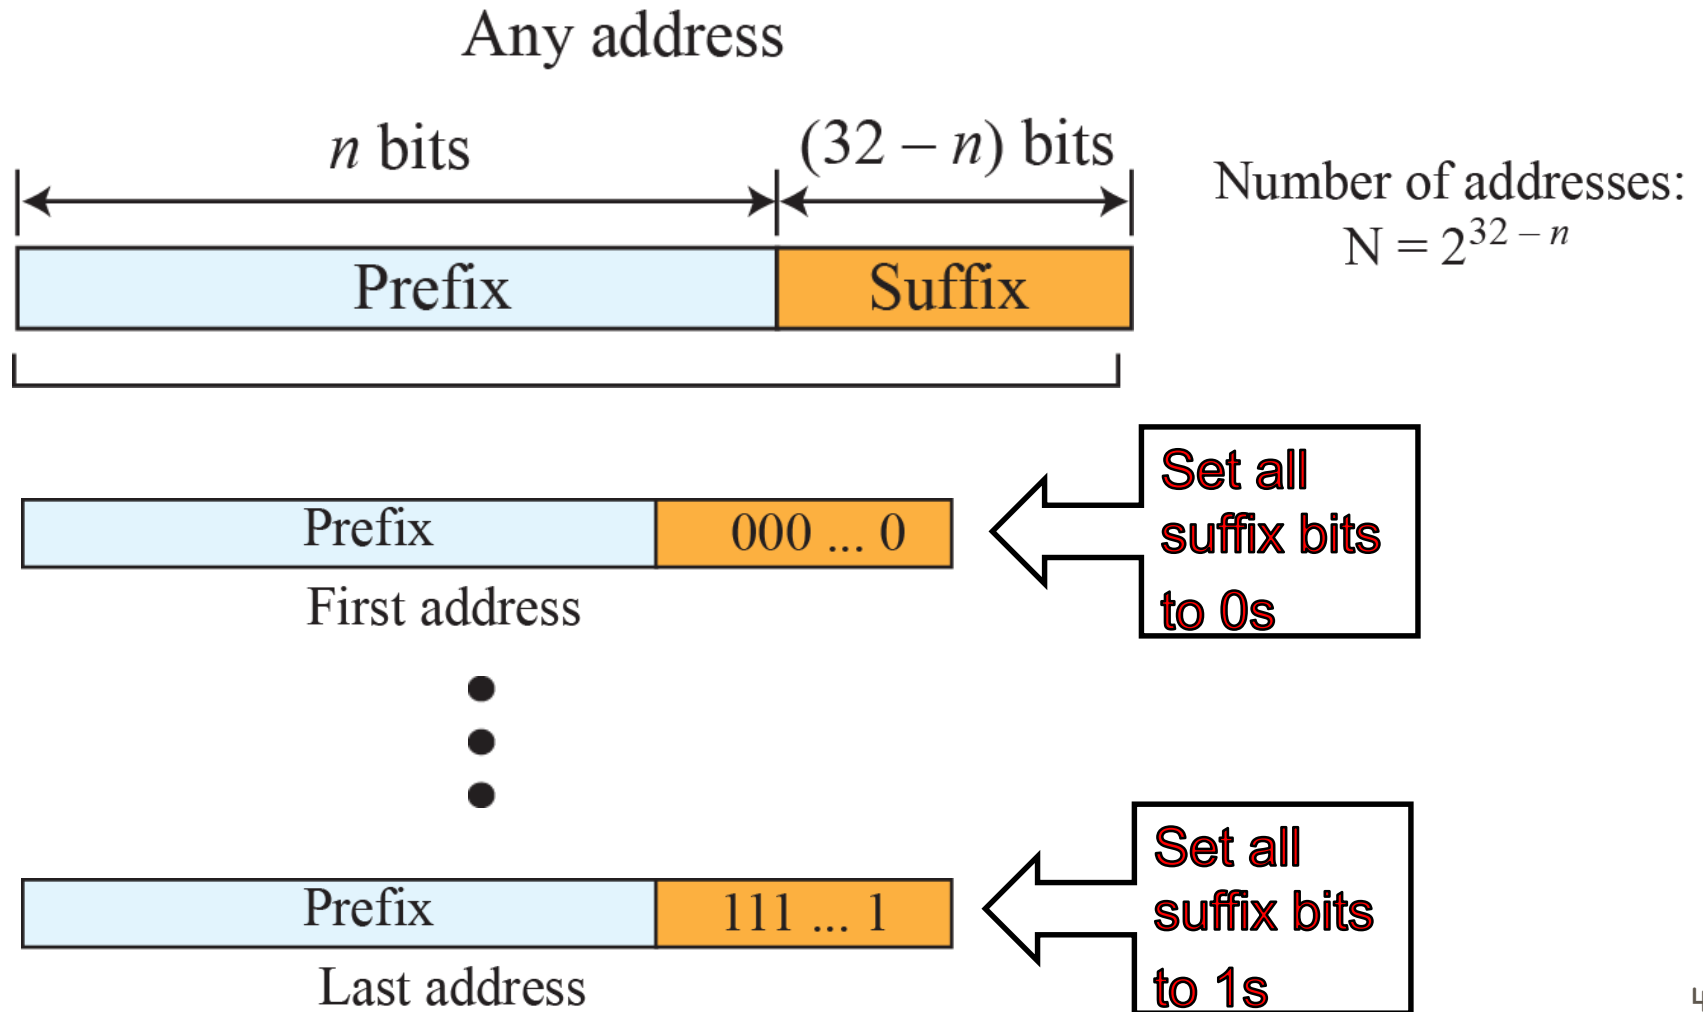 Any address
n bits
(32 – n) bits
Number of addresses:
N = 2^{32 – n}
Prefix
Suffix
Prefix
000 ... 0
First address
Set all
suffix bits
to 0s
Prefix
111 ... 1
Last address
Set all
suffix bits
to 1s